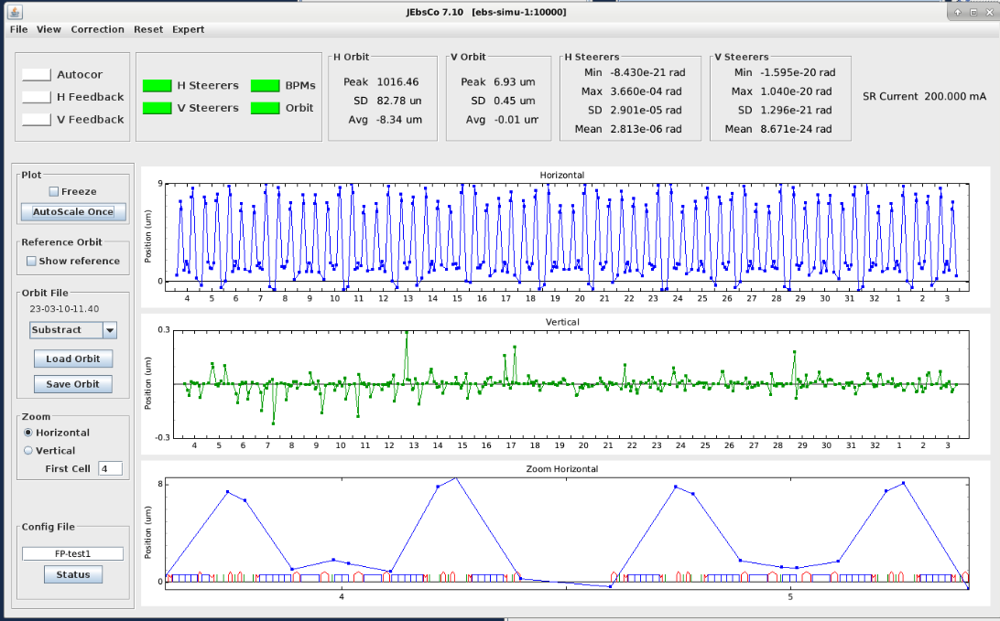 JEbsCo 7.10 [ebs-simu-1:10000]
File View Correction Reset Expert
Autocor
H Feedback
V Feedback
H Steerers BPMs
V Steerers Orbit
H Orbit
Peak 1016.46
SD 82.78 um
Avg -8.34 um
V Orbit
Peak 6.93 um
SD 0.45 um
Avg -0.01 um
H Steerers
Min -8.430e-21 rad
Max 3.660e-04 rad
SD 2.901e-05 rad
Mean 2.813e-06 rad
V Steerers
Min -1.595e-20 rad
Max 1.040e-20 rad
SD 1.296e-21 rad
Mean 8.671e-24 rad
SR Current 200.000 mA
Plot
Freeze
AutoScale Once
Reference Orbit
Show reference
Orbit File
23-03-10-11.40
Substract
Load Orbit
Save Orbit
Zoom
Horizontal
Vertical
First Cell 4
Config File
FP-test1
Status
Horizontal
Position (um)
9
0
4 5 6 7 8 9 10 11 12 13 14 15 16 17 18 19 20 21 22 23 24 25 26 27 28 29 30 31 32 1 2 3
Vertical
Position (um)
0.3
-0.3
4 5 6 7 8 9 10 11 12 13 14 15 16 17 18 19 20 21 22 23 24 25 26 27 28 29 30 31 32 1 2 3
Zoom Horizontal
Position (um)
8
0
4 5